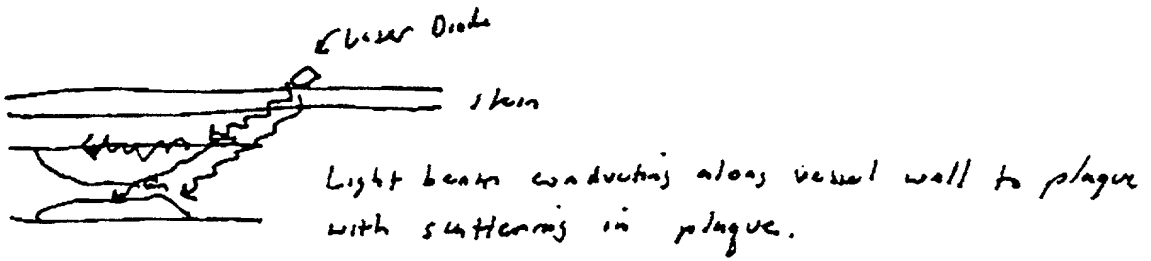 Laser Diode
skin
Light beam conducting along vessel wall to plaque
with scattering in plaque.